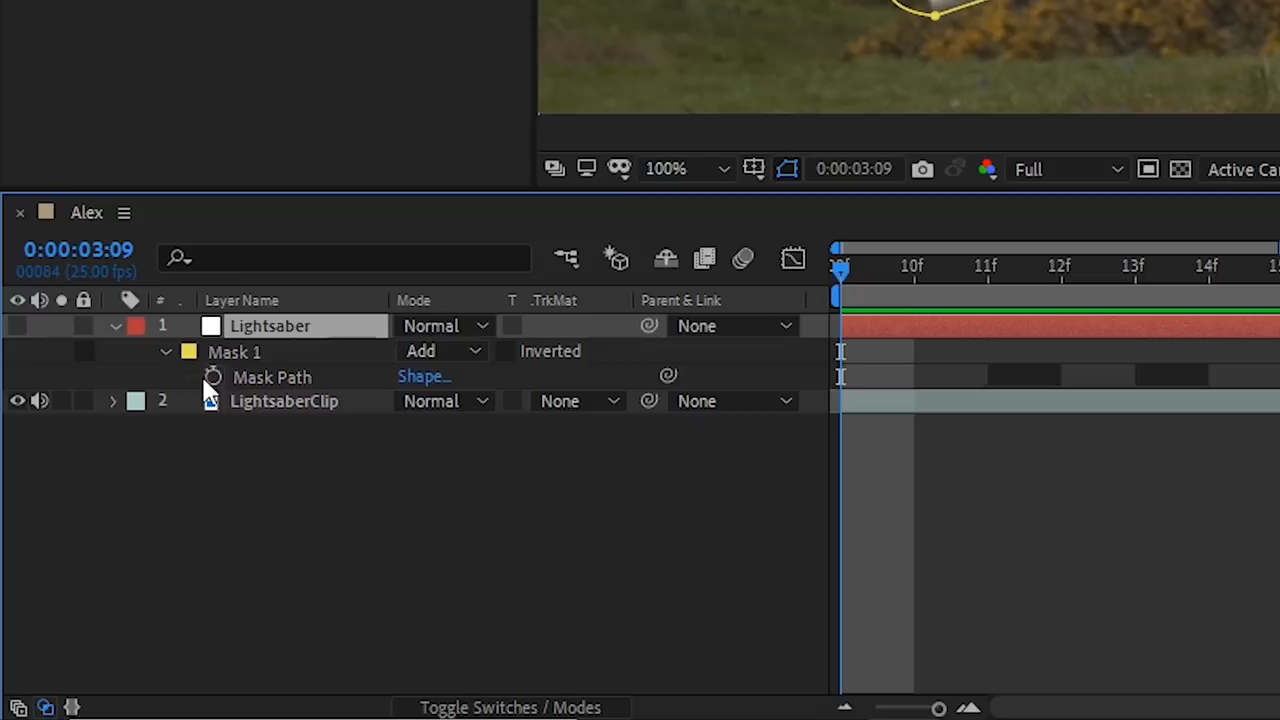 100%
0:00:03:09
Full
Active Ca
Alex
0:00:03:09
00084 (25.00 fps)
10f 11f 12f 13f 14f
# Layer Name Mode T .TrkMat Parent & Link
1 Lightsaber Normal None
Mask 1 Add Inverted
Mask Path Shape...
2 LightsaberClip Normal None None
Toggle Switches / Modes